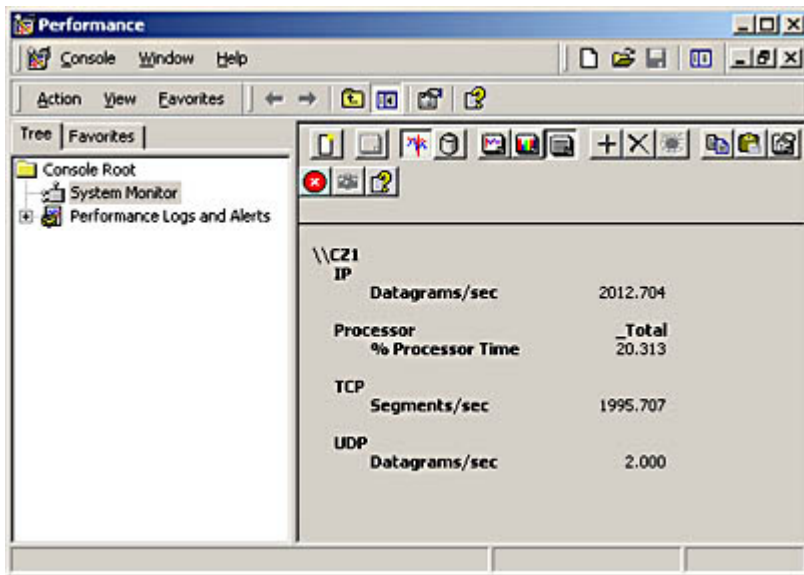 Performance
Console Window Help
Action View Favorites
Tree Favorites
Console Root
System Monitor
Performance Logs and Alerts
\\CZ1
IP
Datagrams/sec 2012.704
Processor _Total
% Processor Time 20.313
TCP
Segments/sec 1995.707
UDP
Datagrams/sec 2.000